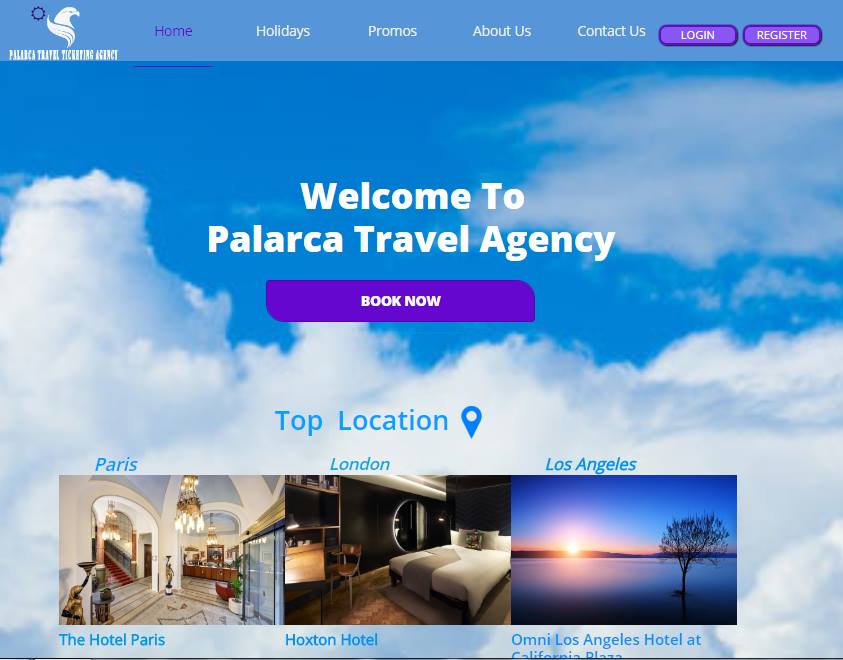 PALARCA TRAVEL TICKETING AGENCY
Home
Holidays
Promos
About Us
Contact Us
LOGIN
REGISTER
Welcome To
Palarca Travel Agency
BOOK NOW
Top Location
Paris
London
Los Angeles
The Hotel Paris
Hoxton Hotel
Omni Los Angeles Hotel at
California Plaza